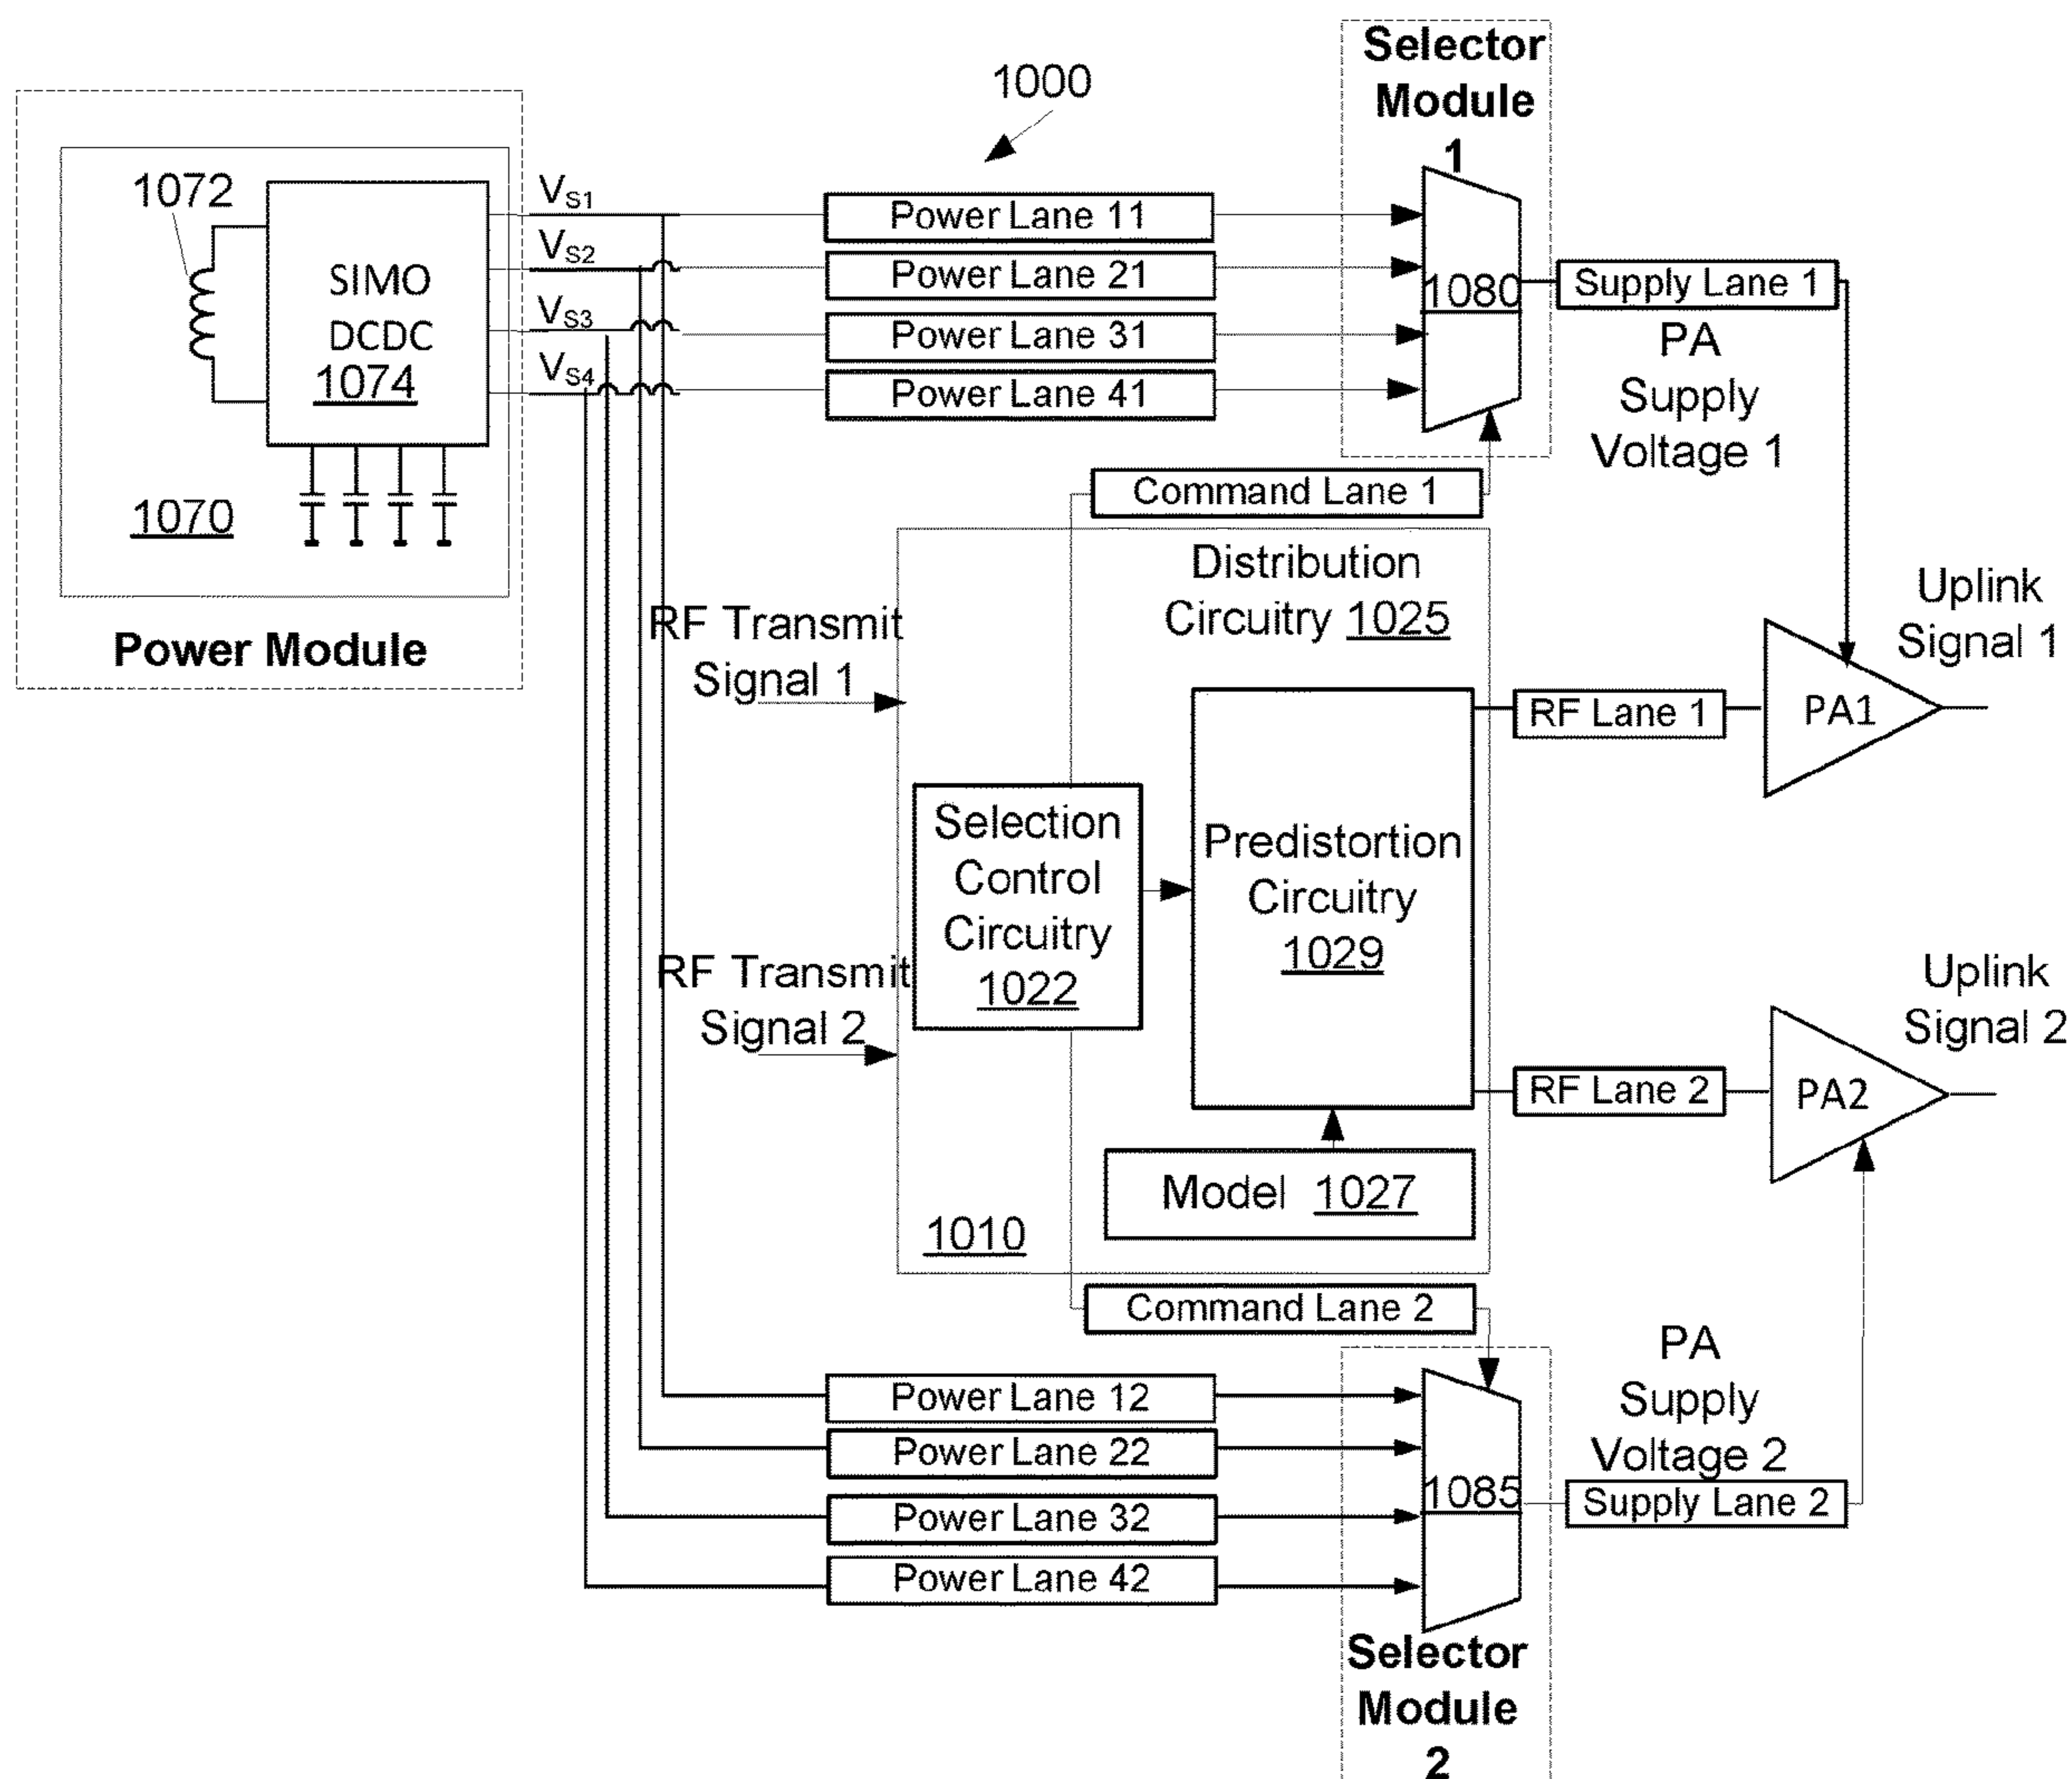 Selector
Module
1
1000
1072
SIMO
DCDC
1074
1070
Power Module
VS1
VS2
VS3
VS4
Power Lane 11
Power Lane 21
Power Lane 31
Power Lane 41
1080
Supply Lane 1
PA
Supply
Voltage 1
Command Lane 1
Distribution
Circuitry 1025
RF Transmit
Signal 1
RF Transmit
Signal 2
Selection
Control
Circuitry
1022
Predistortion
Circuitry
1029
Model 1027
1010
RF Lane 1
PA1
Uplink
Signal 1
RF Lane 2
PA2
Uplink
Signal 2
Command Lane 2
Power Lane 12
Power Lane 22
Power Lane 32
Power Lane 42
1085
PA
Supply
Voltage 2
Supply Lane 2
Selector
Module
2